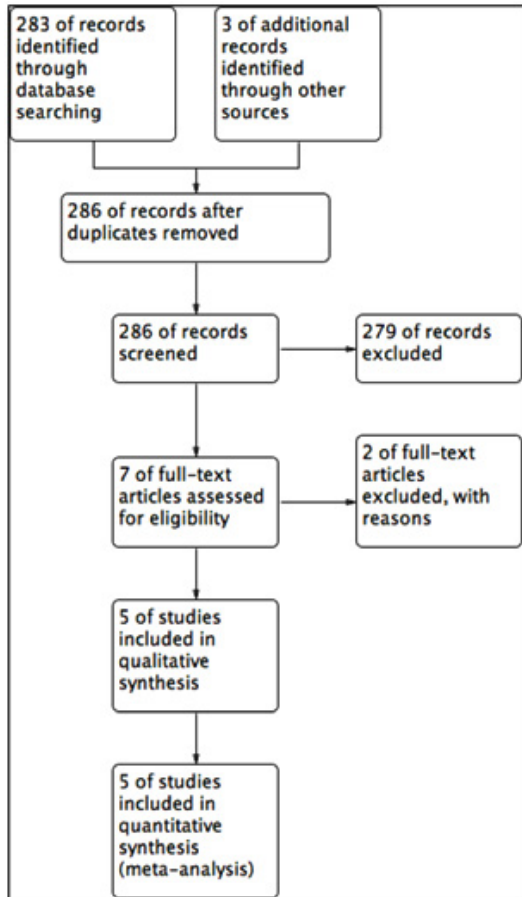 283 of records
identified
through
database
searching
3 of additional
records
identified
through other
sources
286 of records after
duplicates removed
286 of records
screened
279 of records
excluded
7 of full-text
articles assessed
for eligibility
2 of full-text
articles
excluded, with
reasons
5 of studies
included in
qualitative
synthesis
5 of studies
included in
quantitative
synthesis
(meta-analysis)